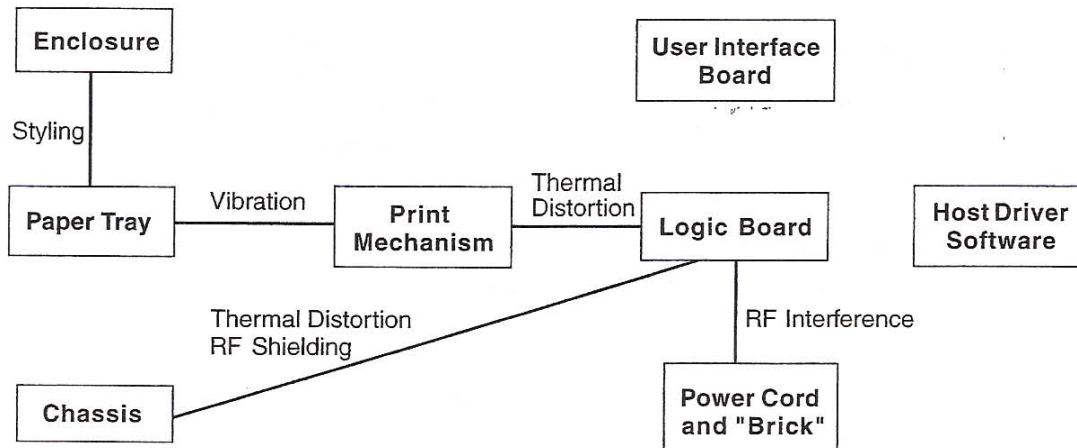 Enclosure
User Interface
Board
Styling
Paper Tray
Vibration
Print
Mechanism
Thermal
Distortion
Logic Board
Host Driver
Software
Thermal Distortion
RF Shielding
RF Interference
Chassis
Power Cord
and "Brick"